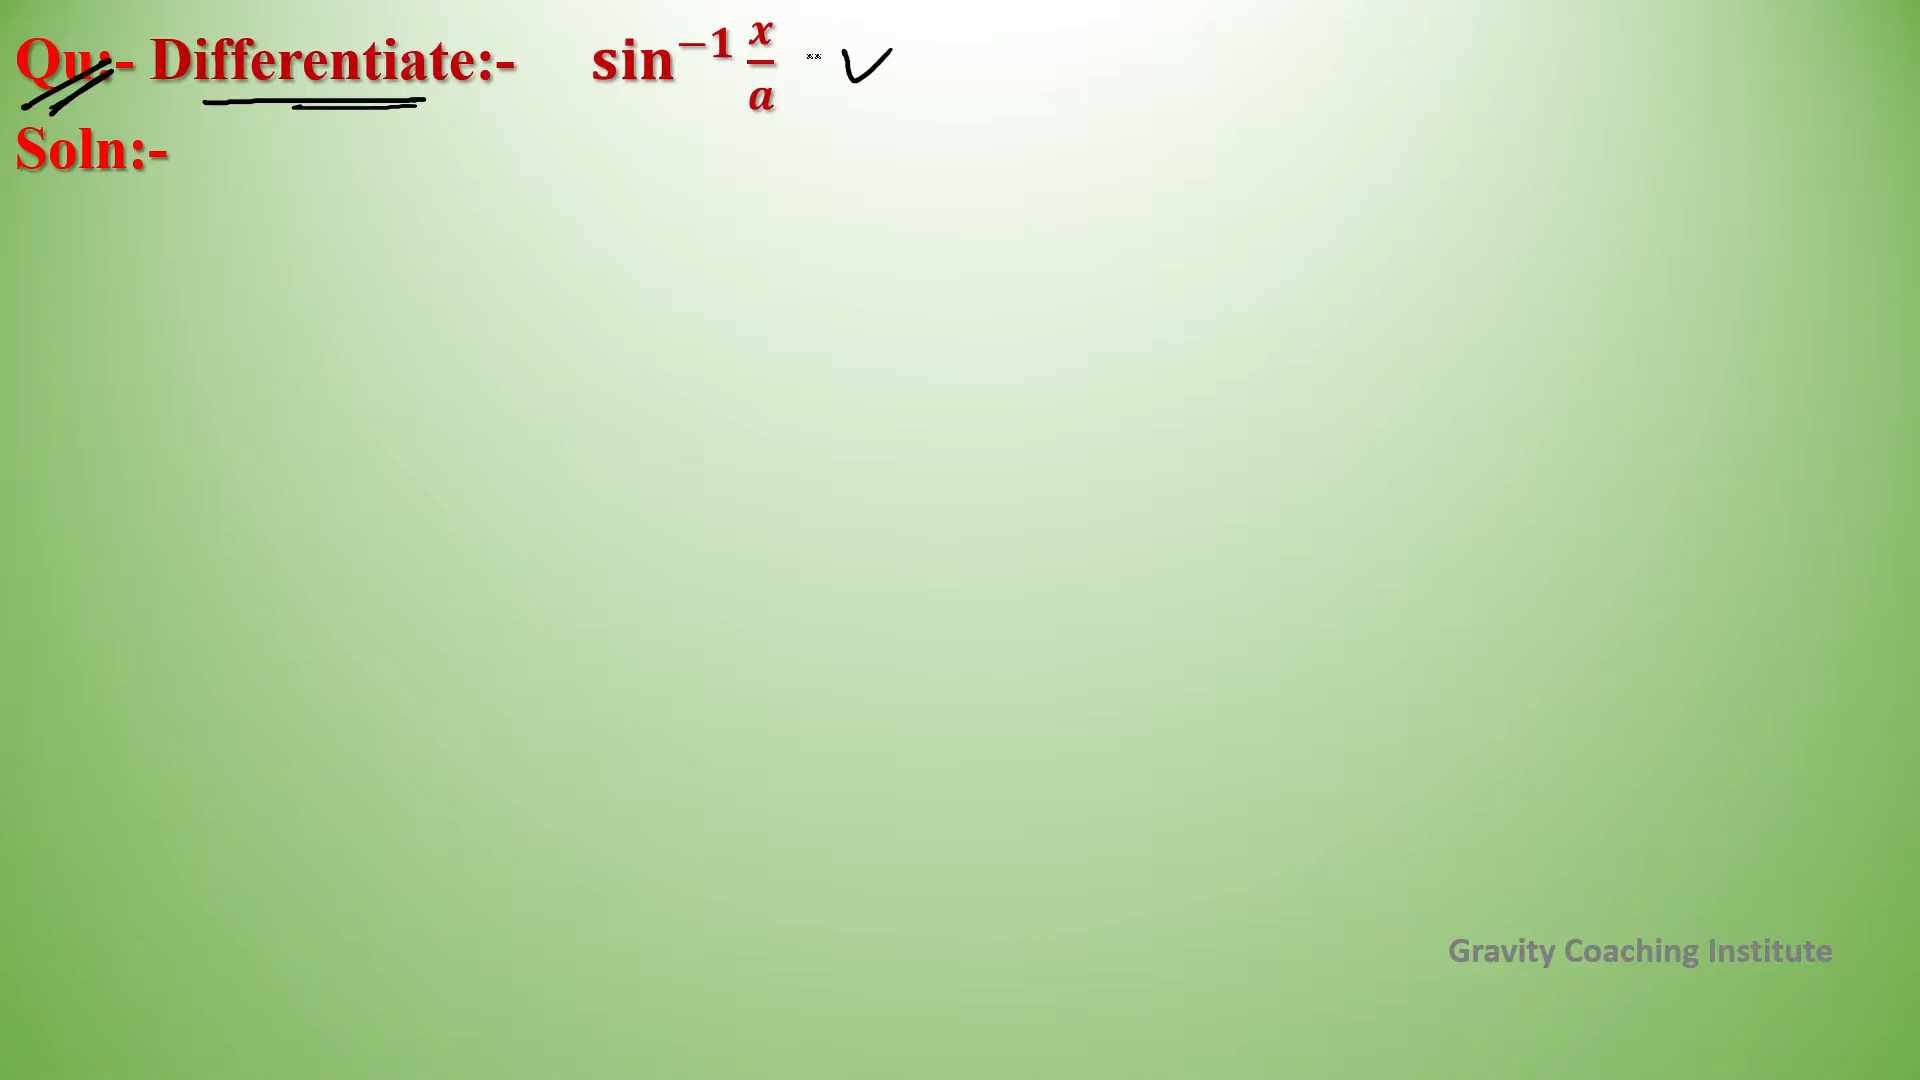 Qu:- Differentiate:- sin⁻¹ x/a
Soln:-
Gravity Coaching Institute